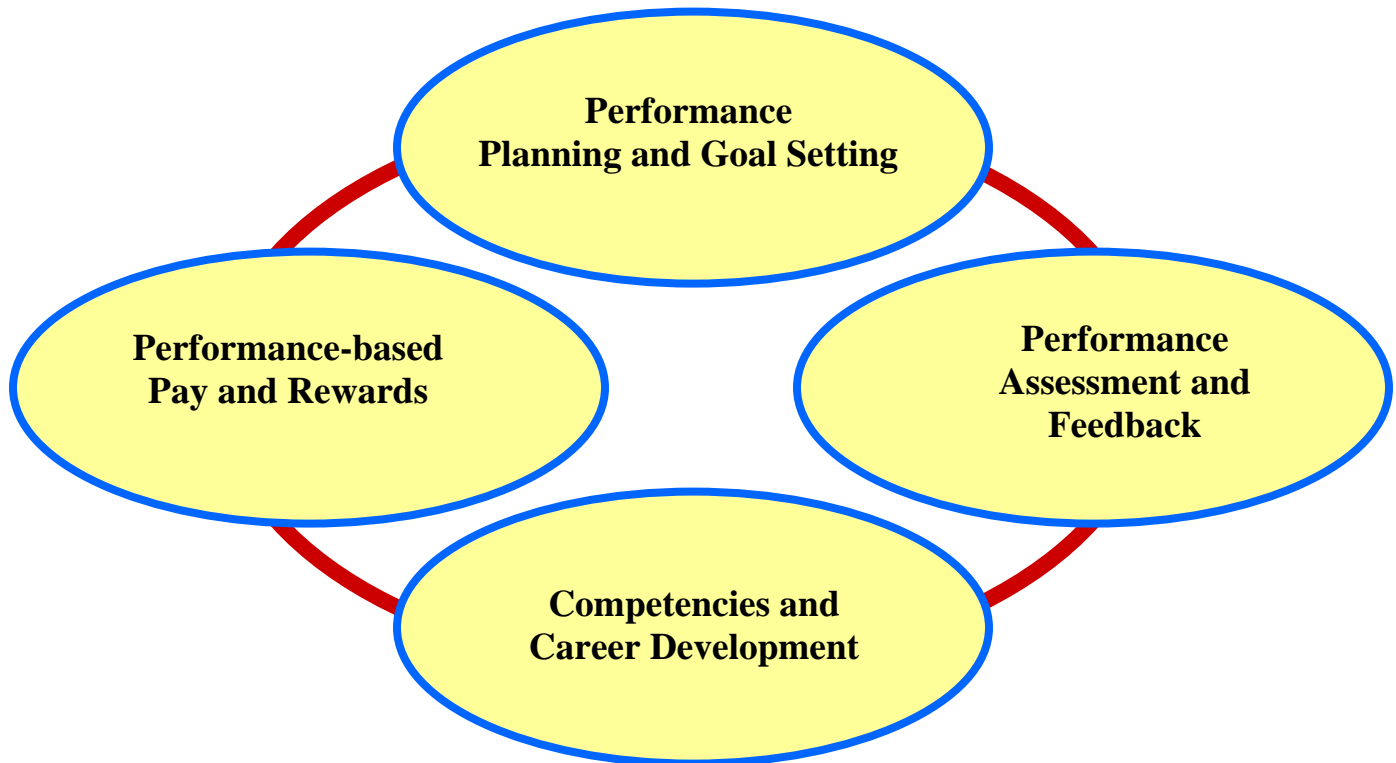 Performance
Planning and Goal Setting
Performance-based
Pay and Rewards
Performance
Assessment and
Feedback
Competencies and
Career Development